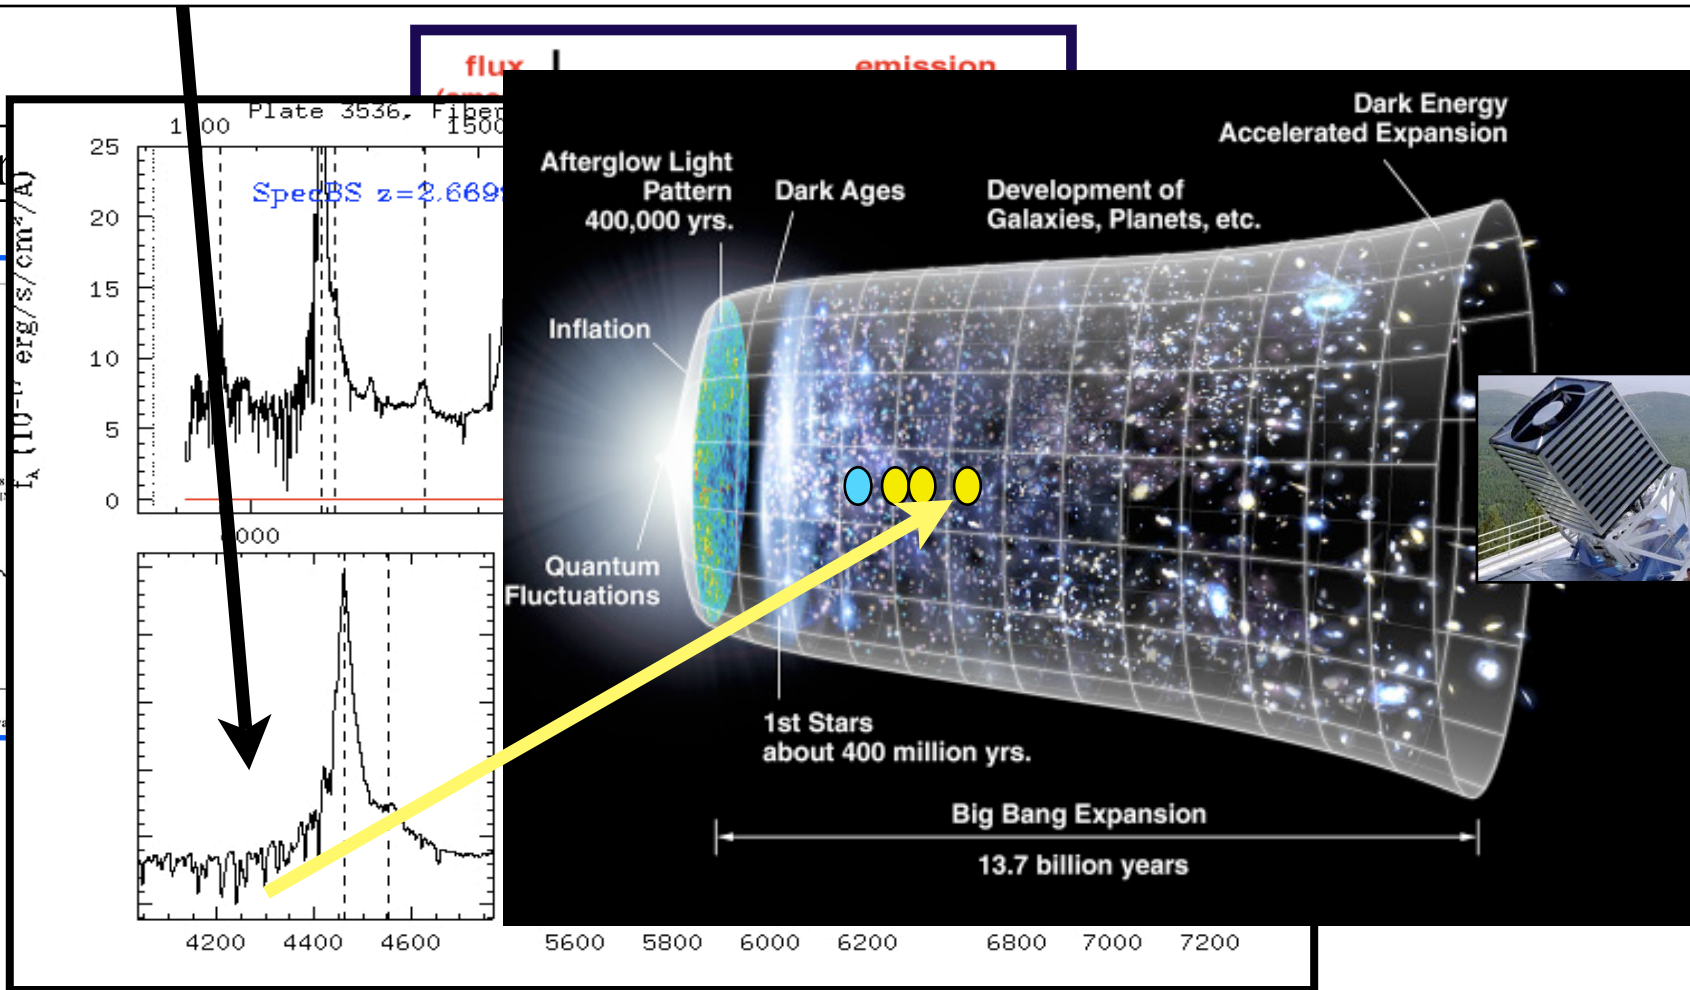 flux
emission
Plate 3536, Fiber
1500
25
20
15
10
5
0
SpecBS z=2.669
erg/s/cm²/A)
Dark Energy
Accelerated Expansion
Afterglow Light
Pattern
400,000 yrs.
Dark Ages
Development of
Galaxies, Planets, etc.
Inflation
Quantum
Fluctuations
1st Stars
about 400 million yrs.
Big Bang Expansion
13.7 billion years
4200 4400 4600 5600 5800 6000 6200 6800 7000 7200